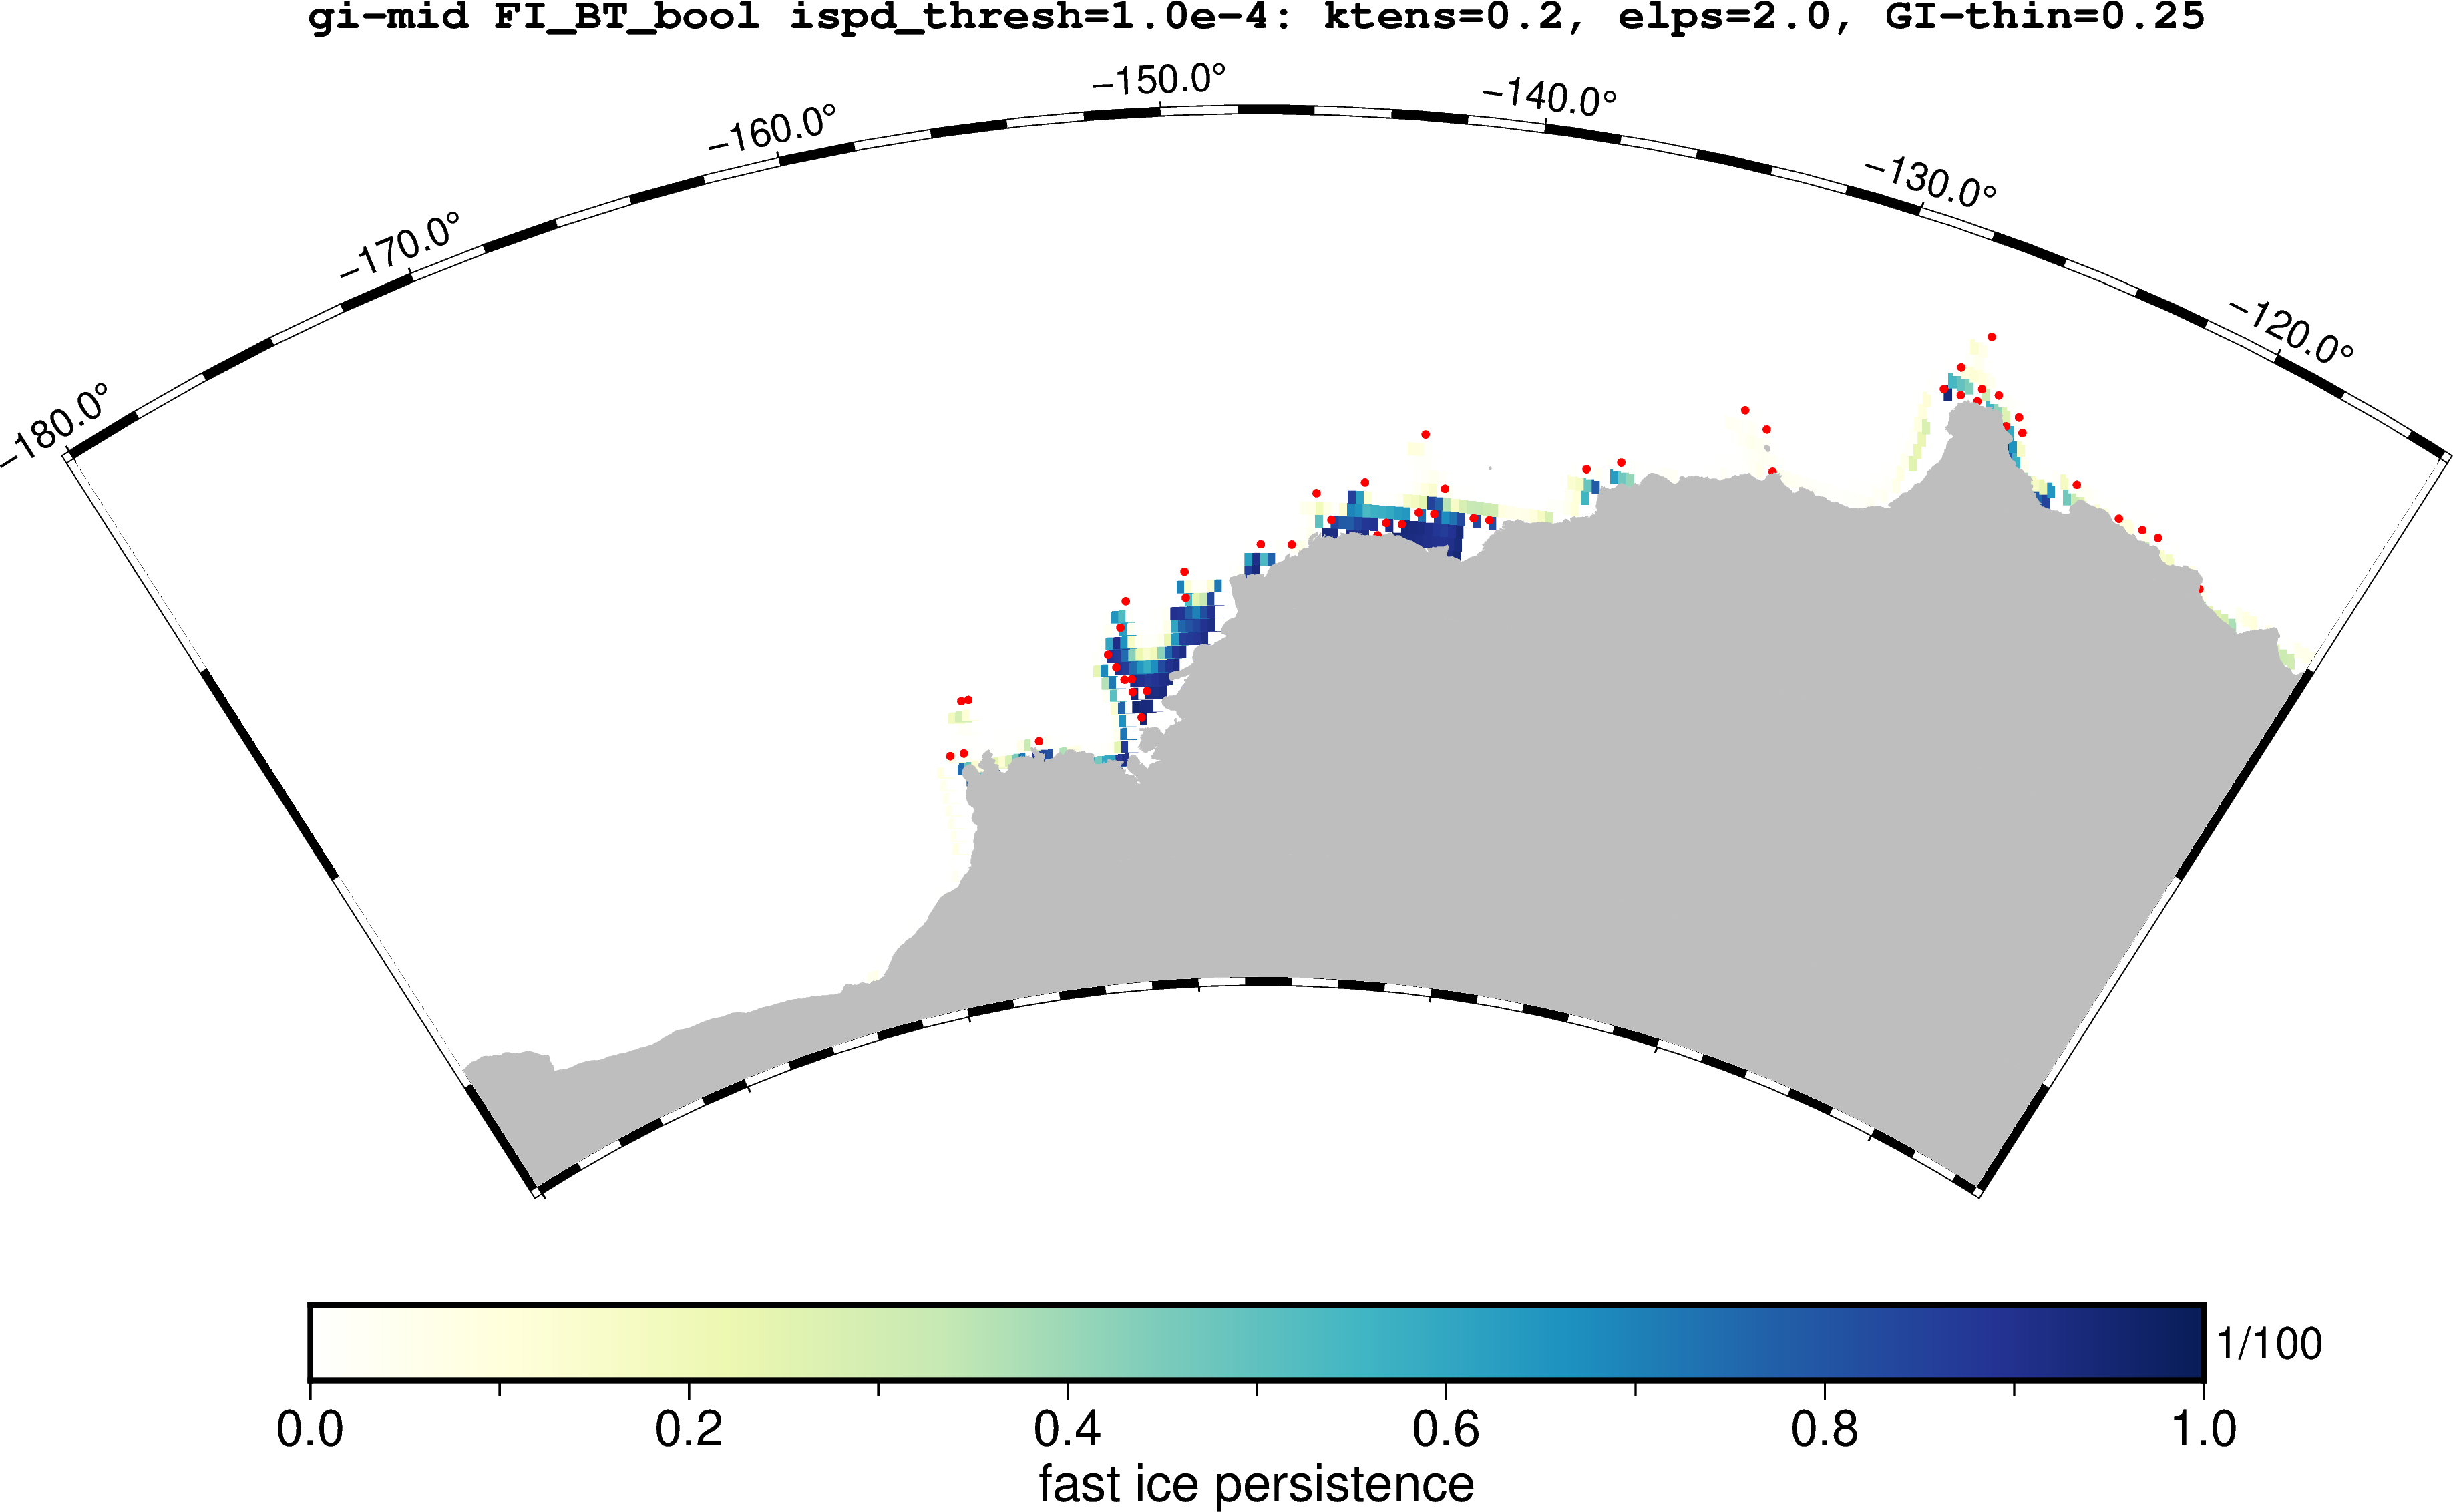 gi-mid FI_BT_bool ispd_thresh=1.0e-4: ktens=0.2, elps=2.0, GI-thin=0.25
−180.0°
−170.0°
−160.0°
−150.0°
−140.0°
−130.0°
−120.0°
1/100
0.0 0.2 0.4 0.6 0.8 1.0
fast ice persistence